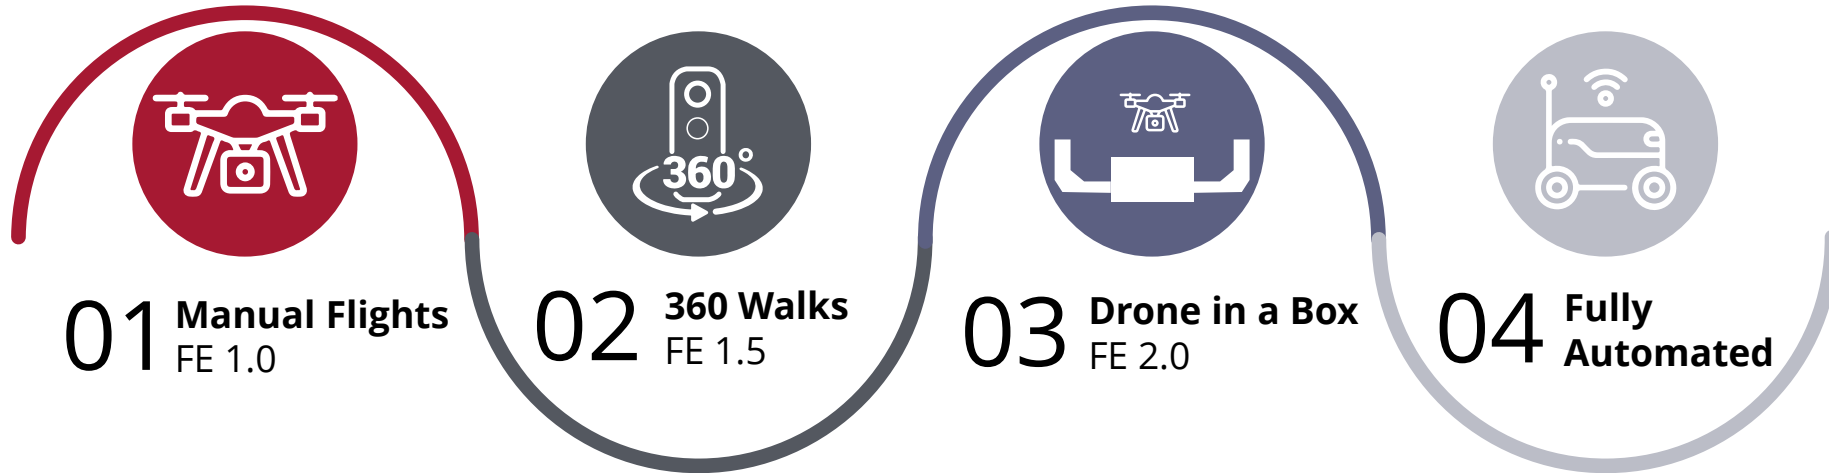 360°
01
Manual Flights
FE 1.0
02
360 Walks
FE 1.5
03
Drone in a Box
FE 2.0
04
Fully
Automated